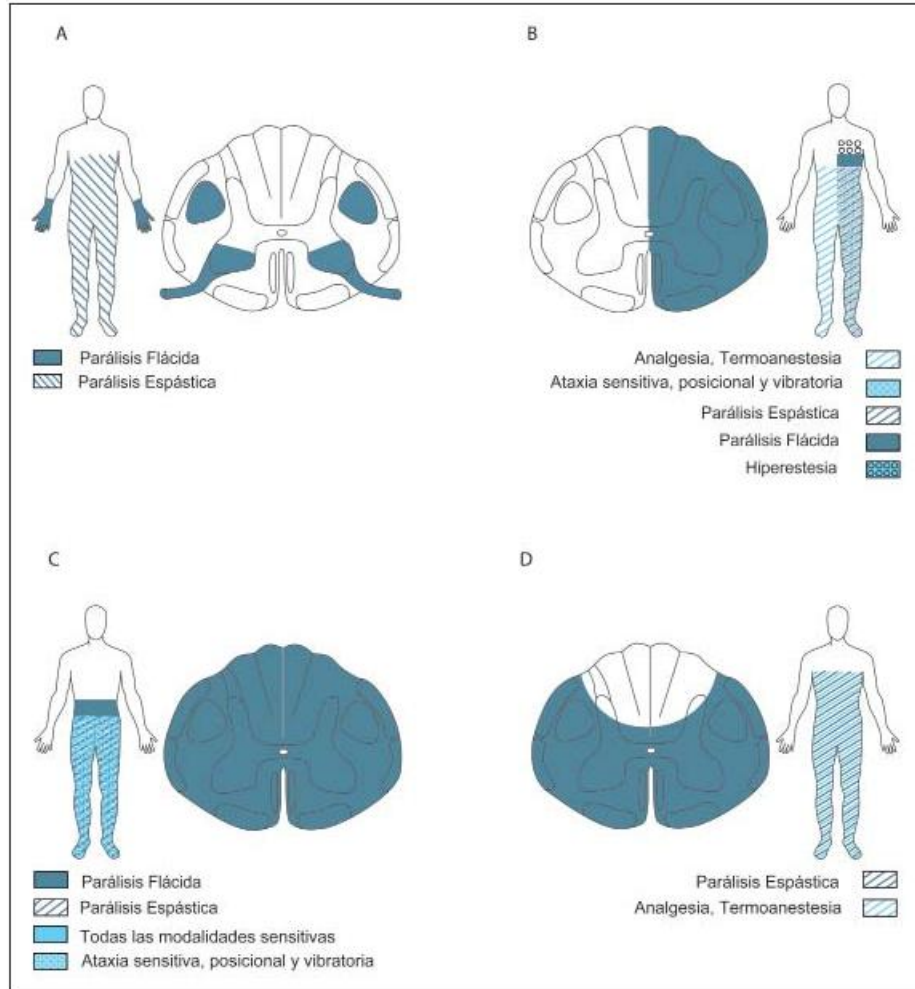 A
B
Parálisis Flácida
Parálisis Espástica
Analgesia, Termoanestesia
Ataxia sensitiva, posicional y vibratoria
Parálisis Espástica
Parálisis Flácida
Hiperestesia
C
D
Parálisis Flácida
Parálisis Espástica
Todas las modalidades sensitivas
Ataxia sensitiva, posicional y vibratoria
Parálisis Espástica
Analgesia, Termoanestesia